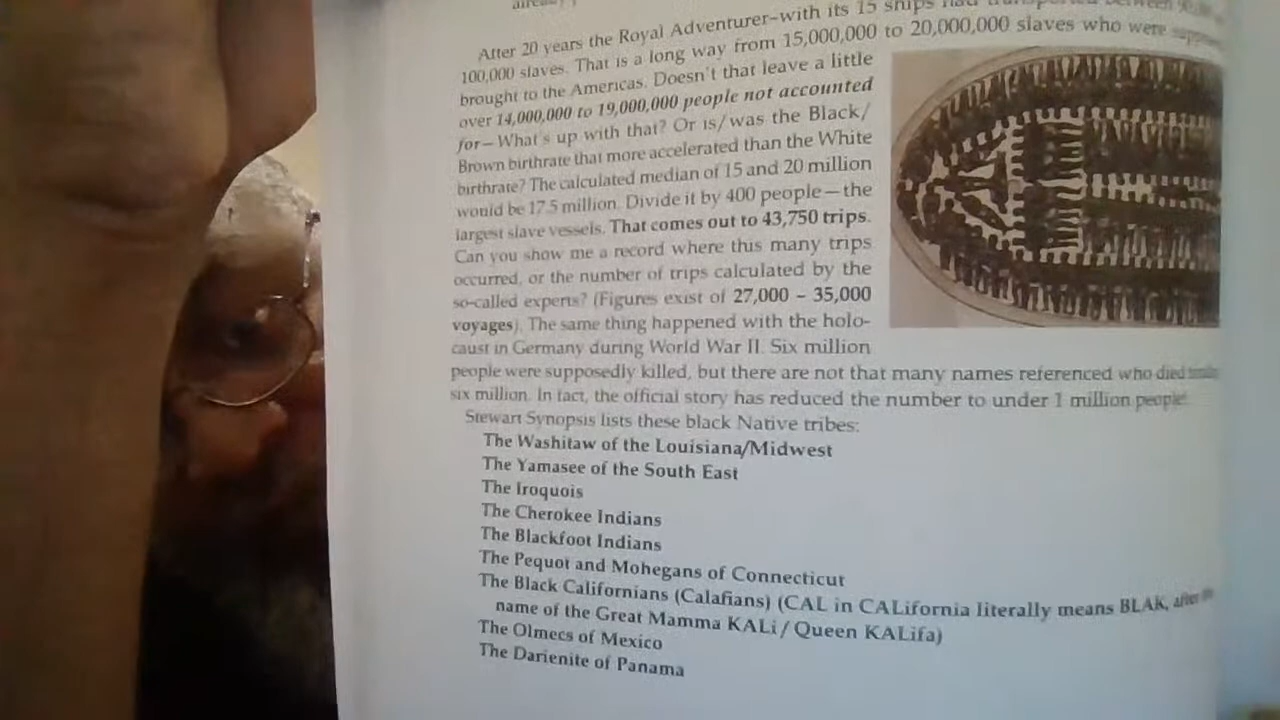 After 20 years the Royal Adventurer–with its 15 ships had
100,000 slaves. That is a long way from 15,000,000 to 20,000,000 slaves who were
brought to the Americas. Doesn't that leave a little
over 14,000,000 to 19,000,000 people not accounted
for—What's up with that? Or is/was the Black/
Brown birthrate that more accelerated than the White
birthrate? The calculated median of 15 and 20 million
would be 17.5 million. Divide it by 400 people—the
largest slave vessels. That comes out to 43,750 trips.
Can you show me a record where this many trips
occurred, or the number of trips calculated by the
so-called experts? (Figures exist of 27,000 – 35,000
voyages). The same thing happened with the holo-
caust in Germany during World War II. Six million
people were supposedly killed, but there are not that many names referenced who died
six million. In fact, the official story has reduced the number to under 1 million people!
Stewart Synopsis lists these black Native tribes:
The Washitaw of the Louisiana/Midwest
The Yamasee of the South East
The Iroquois
The Cherokee Indians
The Blackfoot Indians
The Pequot and Mohegans of Connecticut
The Black Californians (Calafians) (CAL in CALifornia literally means BLAK, after
name of the Great Mamma KALi/Queen KALifa)
The Olmecs of Mexico
The Darienite of Panama